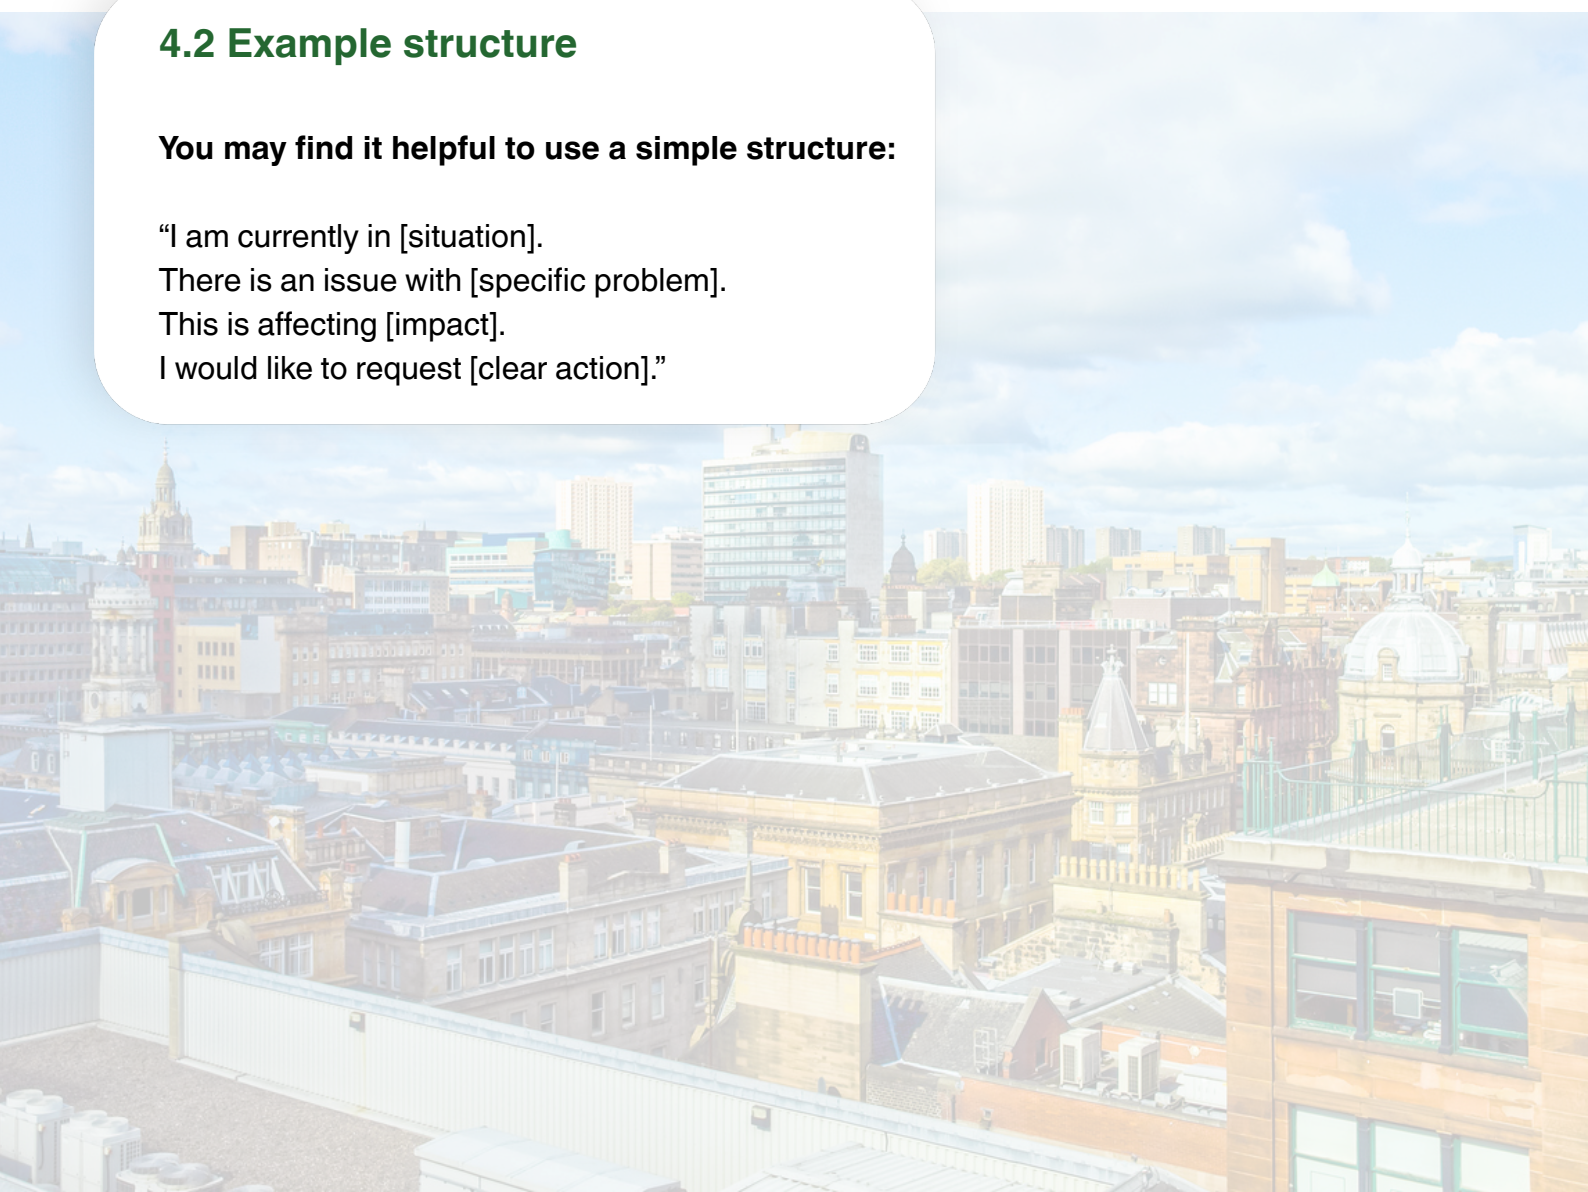 4.2 Example structure
You may find it helpful to use a simple structure:
“I am currently in [situation].
There is an issue with [specific problem].
This is affecting [impact].
I would like to request [clear action].”